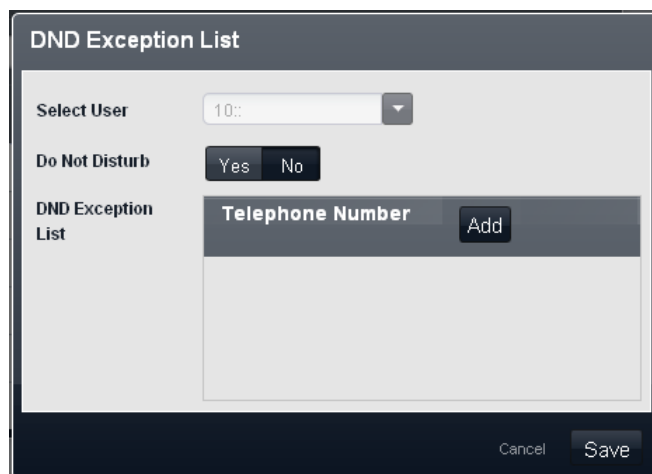 DND Exception List
Select User
10::
Do Not Disturb
Yes No
DND Exception
List
Telephone Number
Add
Cancel
Save